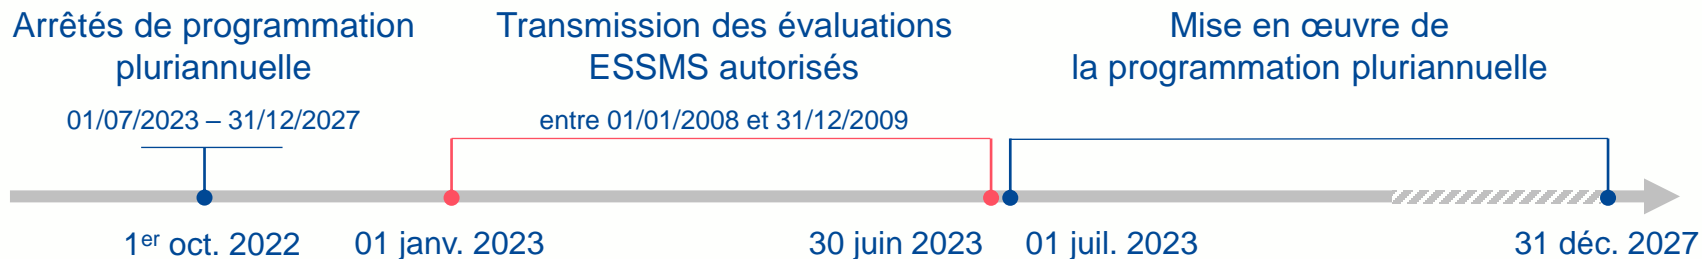 Arrêtés de programmation
pluriannuelle
01/07/2023 – 31/12/2027
Transmission des évaluations
ESSMS autorisés
entre 01/01/2008 et 31/12/2009
Mise en œuvre de
la programmation pluriannuelle
1er oct. 2022
01 janv. 2023
30 juin 2023
01 juil. 2023
31 déc. 2027